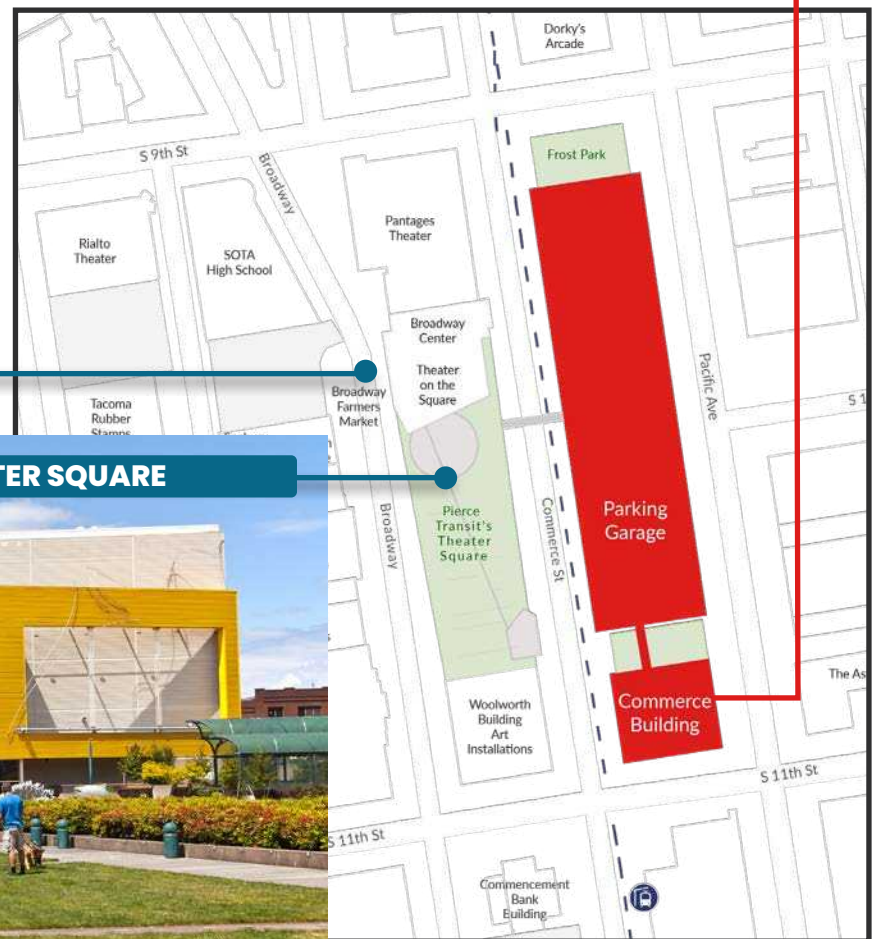 Dorky's
Arcade
S 9th St
Broadway
Frost Park
Pantages
Theater
Rialto
Theater
SOTA
High School
Broadway
Center
Theater
on the
Square
Pacific Ave
Broadway
Farmers
Market
Tacoma
Rubber
Stamps
TER SQUARE
Pierce
Transit's
Theater
Square
Broadway
Commerce St
Parking
Garage
The As
Commerce
Building
Woolworth
Building
Art
Installations
S 11th St
S 11th St
Commencement
Bank
Building